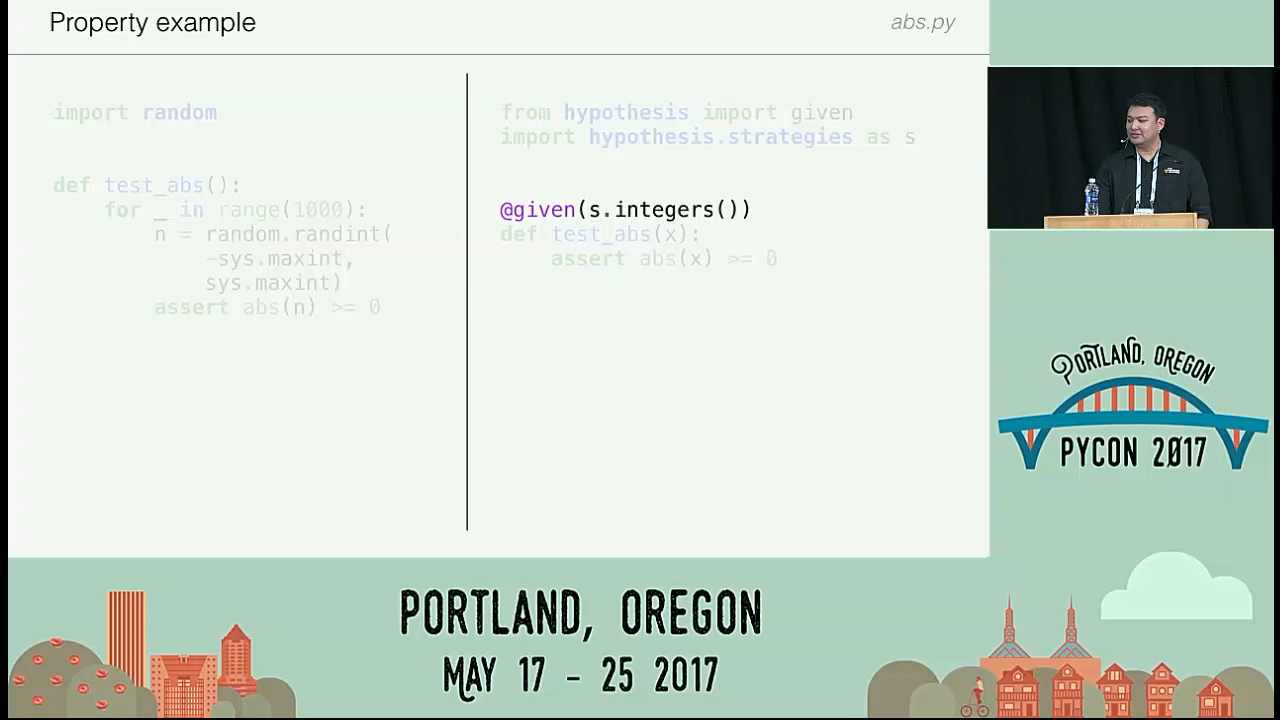 Property example
abs.py
import random
def test_abs():
    for _ in range(1000):
        n = random.randint(
            -sys.maxint,
            sys.maxint)
        assert abs(n) >= 0
from hypothesis import given
import hypothesis.strategies as s
@given(s.integers())
def test_abs(x):
    assert abs(x) >= 0
PORTLAND, OREGON
PYCON 2017
PORTLAND, OREGON
MAY 17 - 25 2017